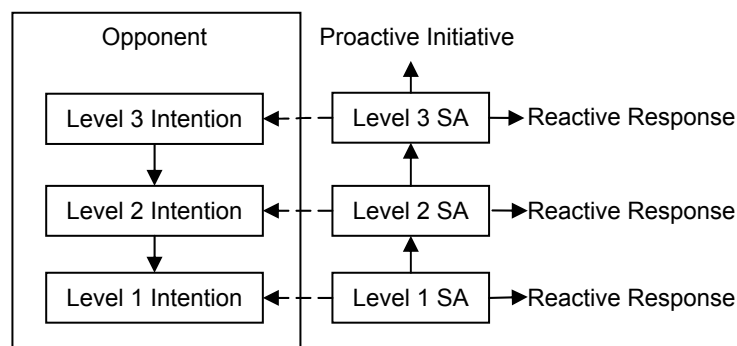 Opponent Proactive Initiative
Level 3 Intention Level 3 SA Reactive Response
Level 2 Intention Level 2 SA Reactive Response
Level 1 Intention Level 1 SA Reactive Response